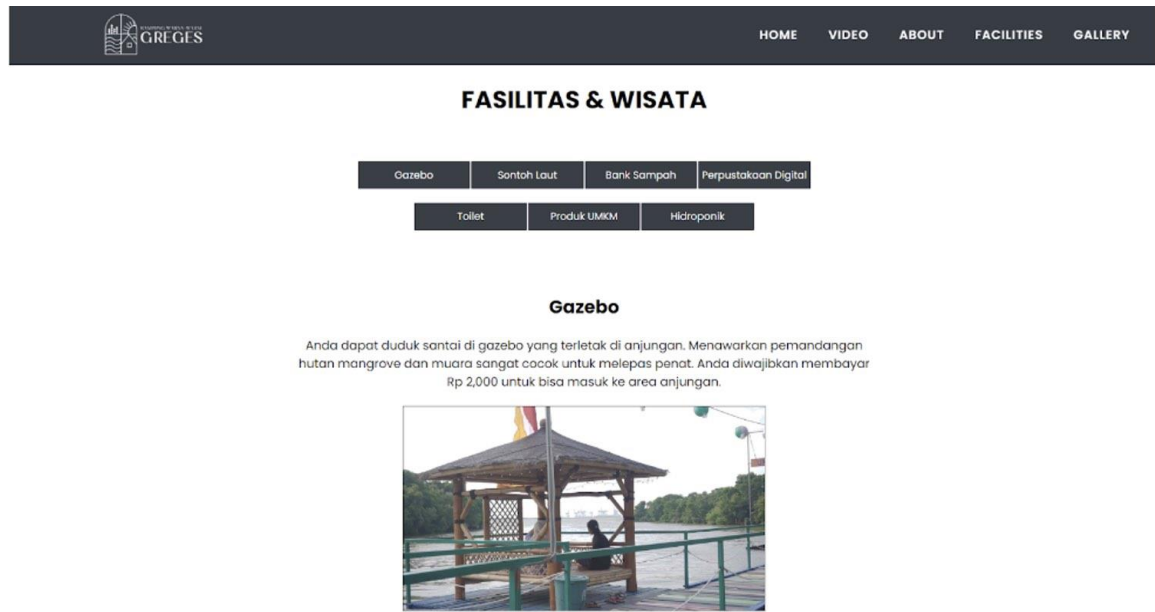 GREGES
HOME VIDEO ABOUT FACILITIES GALLERY
FASILITAS & WISATA
Gazebo Sontoh Laut Bank Sampah Perpustakaan Digital
Toilet Produk UMKM Hidroponik
Gazebo
Anda dapat duduk santai di gazebo yang terletak di anjungan. Menawarkan pemandangan
hutan mangrove dan muara sangat cocok untuk melepas penat. Anda diwajibkan membayar
Rp 2,000 untuk bisa masuk ke area anjungan.